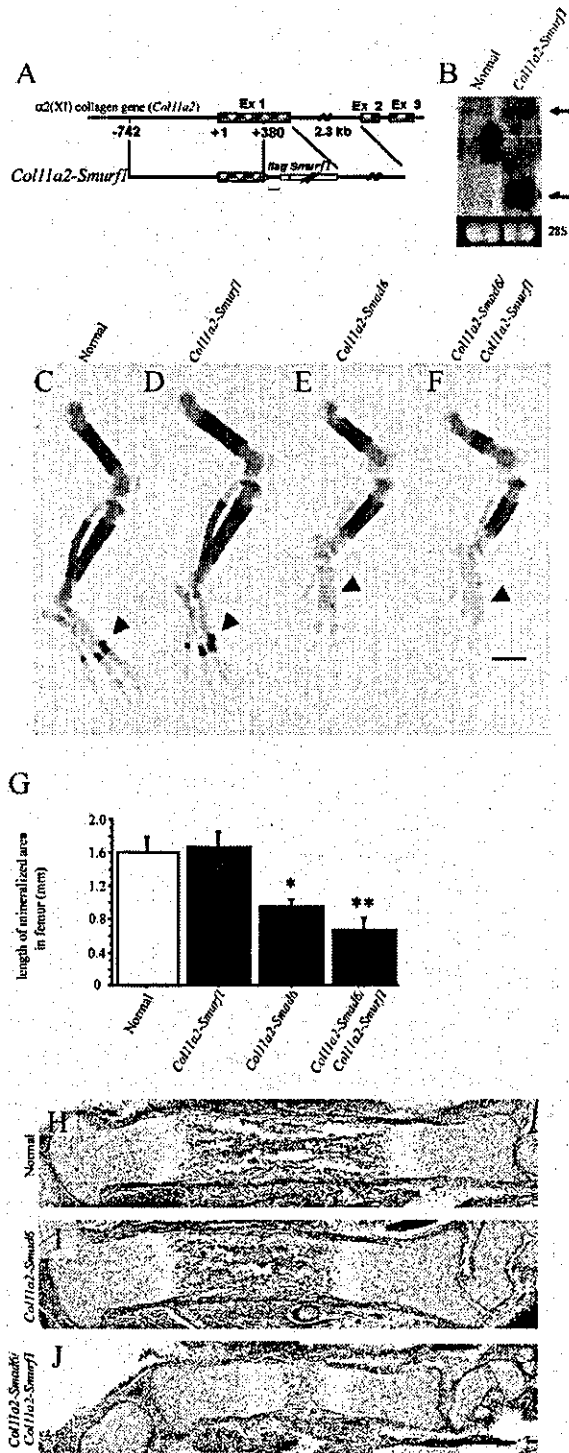 A
α2(XI) collagen gene (Col11a2)
Ex 1
Ex 2
Ex 3
-742
+1
+380
2.3 kb
flag Smurf1
Col11a2-Smurf1
B
Normal
Col11a2-Smurf1
28S
Normal
Col11a2-Smurf1
Col11a2-Smad6
Col11a2-Smad6/
Col11a2-Smurf1
C
D
E
F
G
length of mineralized area
in femur (mm)
2.0
1.6
1.2
0.8
0.4
0
*
**
Normal
Col11a2-Smurf1
Col11a2-Smad6
Col11a2-Smad6/
Col11a2-Smurf1
H
Normal
I
Col11a2-Smad6
J
Col11a2-Smad6/
Col11a2-Smurf1